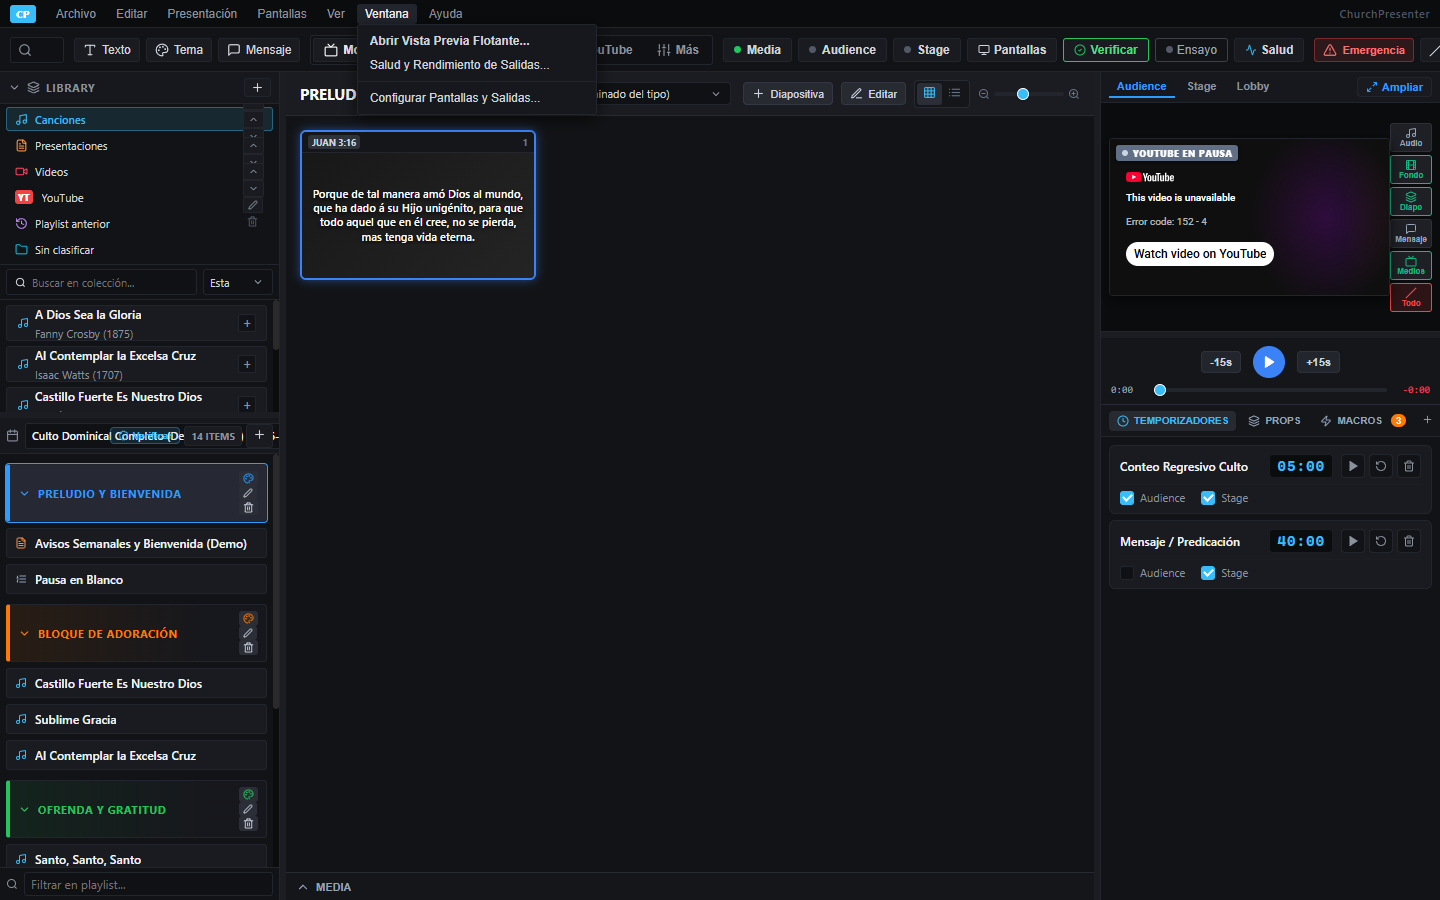 CP Archivo Editar Presentación Pantallas Ver Ventana Ayuda ChurchPresenter
Texto Tema Mensaje Más Media Audience Stage Pantallas Verificar Ensayo Salud Emergencia
Abrir Vista Previa Flotante...
Salud y Rendimiento de Salidas...
Configurar Pantallas y Salidas...
LIBRARY
Canciones
Presentaciones
Videos
YT YouTube
Playlist anterior
Sin clasificar
Buscar en colección... Esta
A Dios Sea la Gloria
Fanny Crosby (1875)
Al Contemplar la Excelsa Cruz
Isaac Watts (1707)
Castillo Fuerte Es Nuestro Dios
Culto Dominical Completo (De 14 ITEMS
PRELUDIO Y BIENVENIDA
Avisos Semanales y Bienvenida (Demo)
Pausa en Blanco
BLOQUE DE ADORACIÓN
Castillo Fuerte Es Nuestro Dios
Sublime Gracia
Al Contemplar la Excelsa Cruz
OFRENDA Y GRATITUD
Santo, Santo, Santo
Filtrar en playlist...
PRELUD inado del tipo) Diapositiva Editar
JUAN 3:16 1
Porque de tal manera amó Dios al mundo,
que ha dado á su Hijo unigénito, para que
todo aquel que en él cree, no se pierda,
mas tenga vida eterna.
MEDIA
Audience Stage Lobby Ampliar
YOUTUBE EN PAUSA
YouTube
This video is unavailable
Error code: 152 - 4
Watch video on YouTube
Audio
Fondo
Diapo
Mensaje
Medios
Todo
-15s +15s
0:00 -0:00
TEMPORIZADORES PROPS MACROS 3
Conteo Regresivo Culto 05:00
Audience Stage
Mensaje / Predicación 40:00
Audience Stage